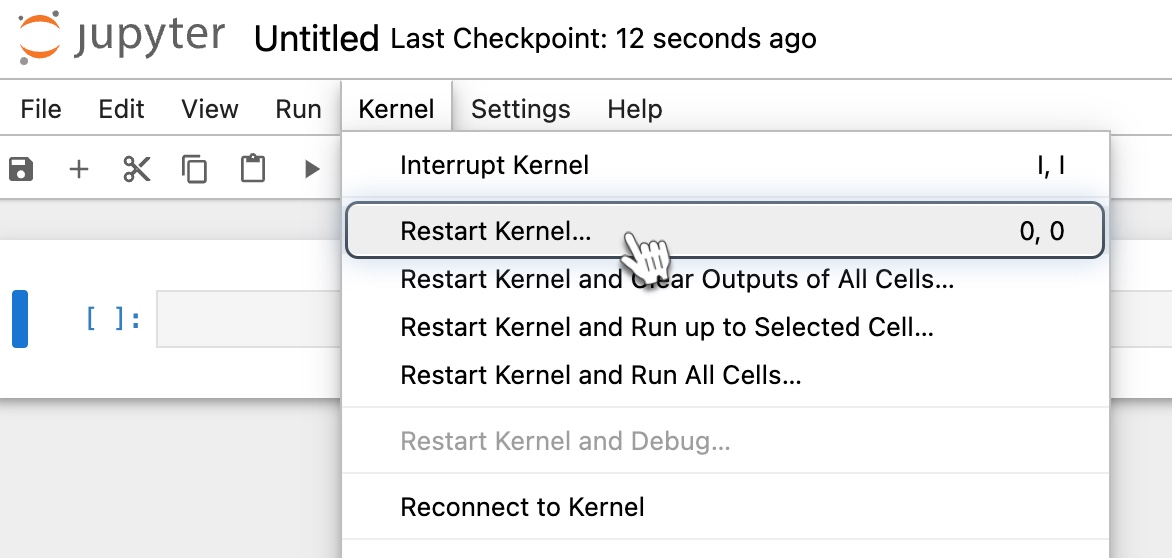 jupyter Untitled Last Checkpoint: 12 seconds ago
File Edit View Run Kernel Settings Help
Interrupt Kernel I, I
Restart Kernel... 0, 0
[ ]:
Restart Kernel and Clear Outputs of All Cells...
Restart Kernel and Run up to Selected Cell...
Restart Kernel and Run All Cells...
Restart Kernel and Debug...
Reconnect to Kernel